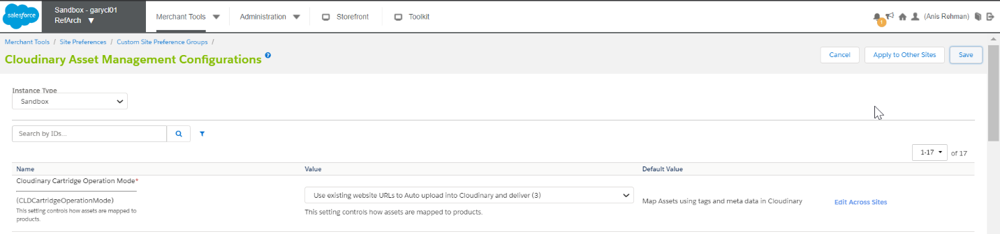 salesforce
Sandbox - garycl01
RefArch
Merchant Tools
Administration
Storefront
Toolkit
1
(Anis Rehman)
Merchant Tools / Site Preferences / Custom Site Preference Groups /
Cloudinary Asset Management Configurations ?
Cancel
Apply to Other Sites
Save
Instance Type
Sandbox
Search by IDs...
1-17 of 17
Name Value Default Value
Cloudinary Cartridge Operation Mode*
(CLDCartridgeOperationMode)
This setting controls how assets are mapped to
products.
Use existing website URLs to Auto upload into Cloudinary and deliver (3)
This setting controls how assets are mapped to products.
Map Assets using tags and meta data in Cloudinary
Edit Across Sites